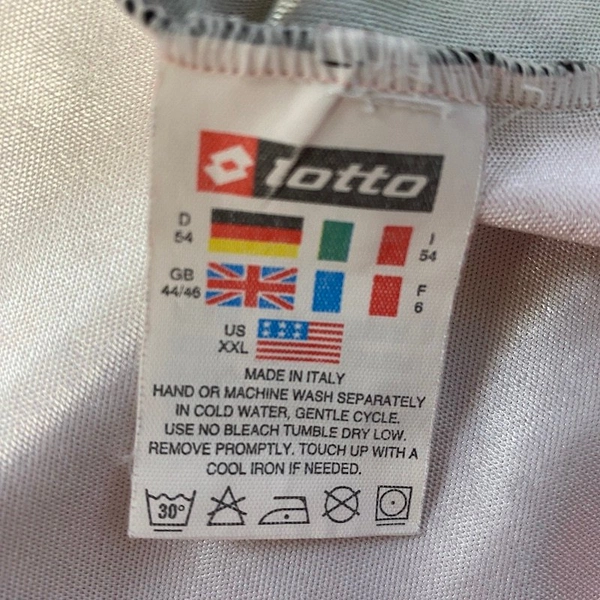 lotto
D I
54 54
GB F
44/46 6
US
XXL
MADE IN ITALY
HAND OR MACHINE WASH SEPARATELY
IN COLD WATER, GENTLE CYCLE.
USE NO BLEACH TUMBLE DRY LOW.
REMOVE PROMPTLY. TOUCH UP WITH A
COOL IRON IF NEEDED.
30°